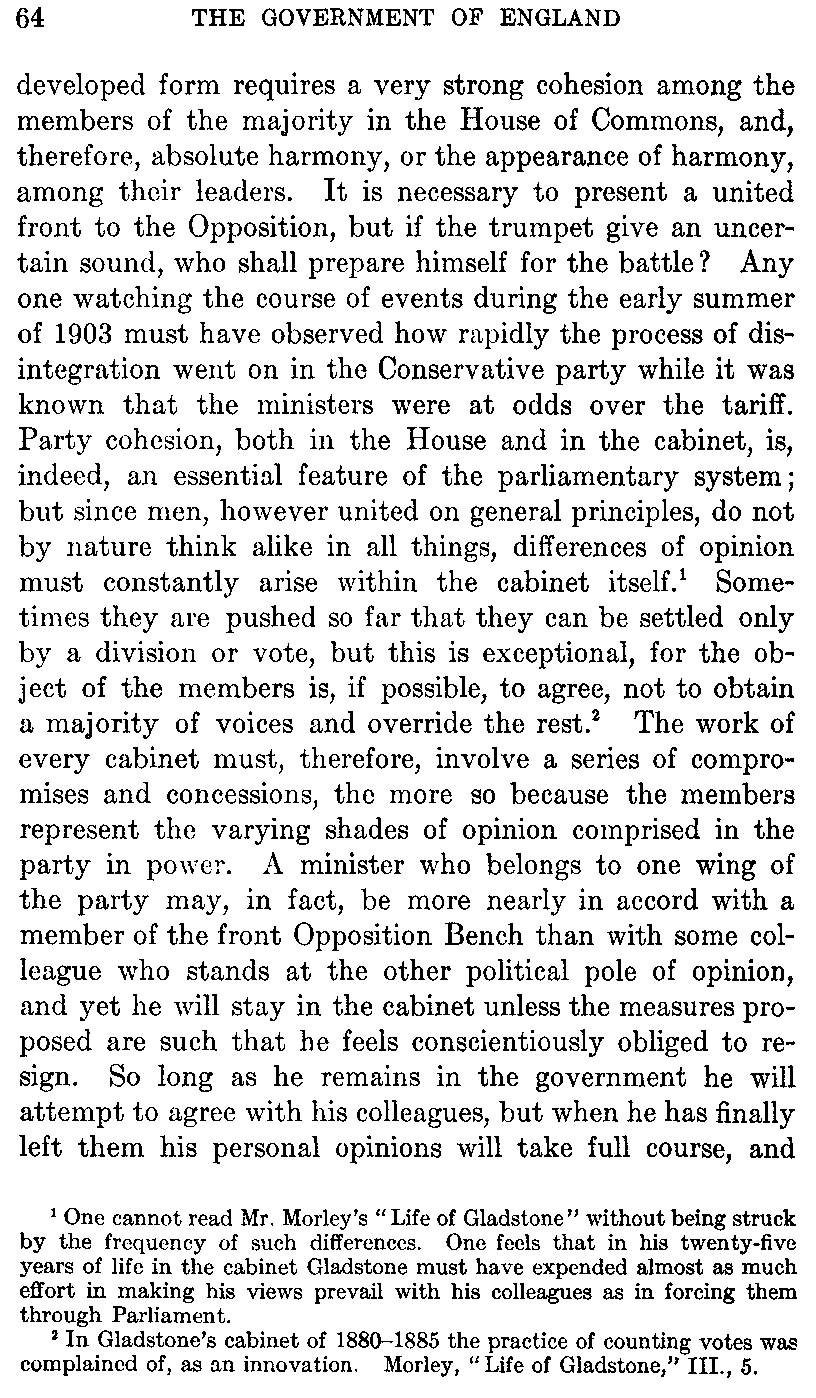 64 THE GOVERNMENT OF ENGLAND
developed form requires a very strong cohesion among the
members of the majority in the House of Commons, and,
therefore, absolute harmony, or the appearance of harmony,
among their leaders. It is necessary to present a united
front to the Opposition, but if the trumpet give an uncer-
tain sound, who shall prepare himself for the battle? Any
one watching the course of events during the early summer
of 1903 must have observed how rapidly the process of dis-
integration went on in the Conservative party while it was
known that the ministers were at odds over the tariff.
Party cohesion, both in the House and in the cabinet, is,
indeed, an essential feature of the parliamentary system;
but since men, however united on general principles, do not
by nature think alike in all things, differences of opinion
must constantly arise within the cabinet itself.¹ Some-
times they are pushed so far that they can be settled only
by a division or vote, but this is exceptional, for the ob-
ject of the members is, if possible, to agree, not to obtain
a majority of voices and override the rest.² The work of
every cabinet must, therefore, involve a series of compro-
mises and concessions, the more so because the members
represent the varying shades of opinion comprised in the
party in power. A minister who belongs to one wing of
the party may, in fact, be more nearly in accord with a
member of the front Opposition Bench than with some col-
league who stands at the other political pole of opinion,
and yet he will stay in the cabinet unless the measures pro-
posed are such that he feels conscientiously obliged to re-
sign. So long as he remains in the government he will
attempt to agree with his colleagues, but when he has finally
left them his personal opinions will take full course, and
¹ One cannot read Mr. Morley's "Life of Gladstone" without being struck
by the frequency of such differences. One feels that in his twenty-five
years of life in the cabinet Gladstone must have expended almost as much
effort in making his views prevail with his colleagues as in forcing them
through Parliament.
² In Gladstone's cabinet of 1880–1885 the practice of counting votes was
complained of, as an innovation. Morley, "Life of Gladstone," III., 5.